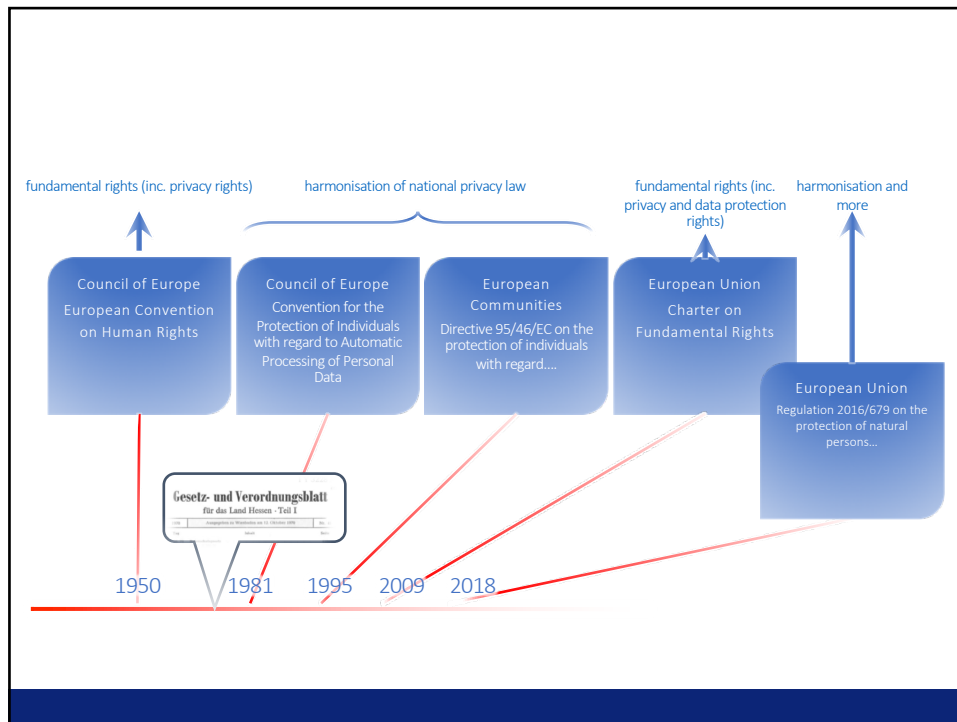 fundamental rights (inc. privacy rights)
harmonisation of national privacy law
fundamental rights (inc.
privacy and data protection
rights)
harmonisation and
more
Council of Europe
European Convention
on Human Rights
Council of Europe
Convention for the
Protection of Individuals
with regard to Automatic
Processing of Personal
Data
European
Communities
Directive 95/46/EC on the
protection of individuals
with regard....
European Union
Charter on
Fundamental Rights
European Union
Regulation 2016/679 on the
protection of natural
persons...
Gesetz- und Verordnungsblatt
für das Land Hessen · Teil I
1950
1981
1995
2009
2018